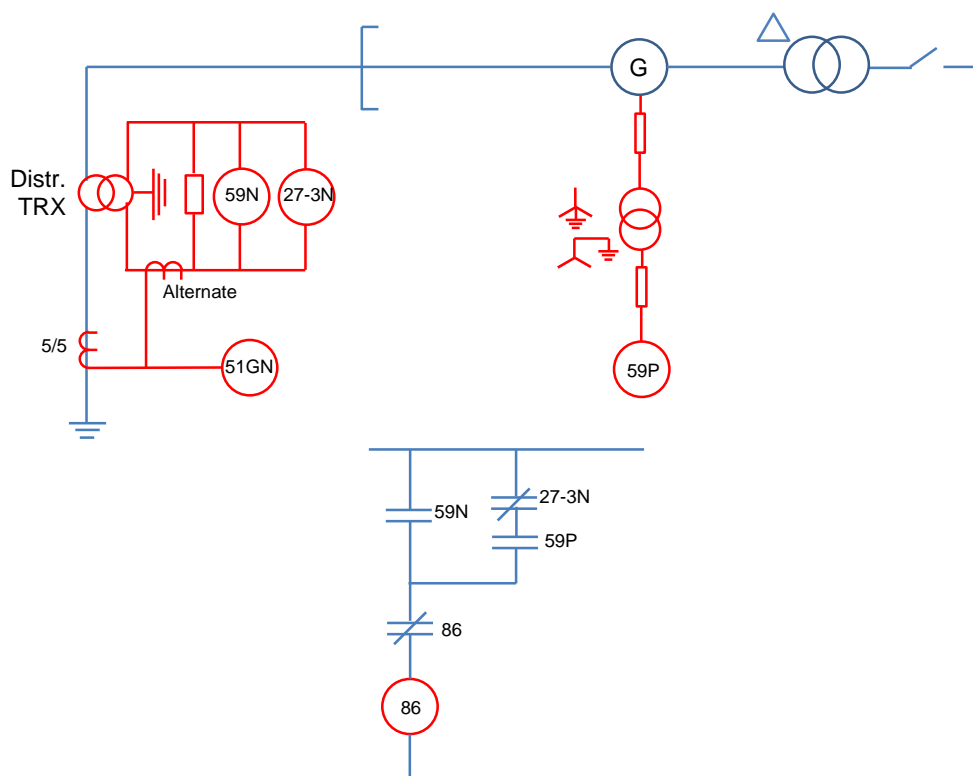 G
Distr.
TRX
59N
27-3N
Alternate
5/5
51GN
59P
59N
27-3N
59P
86
86